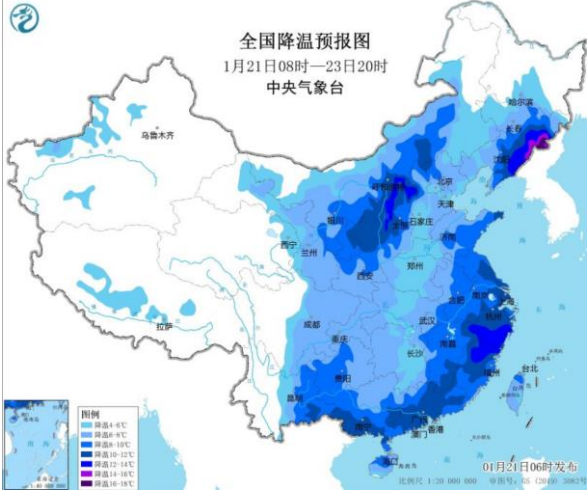 全国降温预报图
1月21日08时—23日20时
中央气象台
哈尔滨
长春
沈阳
乌鲁木齐
呼和浩特
北京
天津
银川
石家庄
太原
济南
西宁
兰州
西安
郑州
合肥
南京
上海
杭州
成都
武汉
拉萨
重庆
南昌
长沙
贵阳
福州
台北
昆明
南宁
广州
香港
澳门
海口
图例
降温4-6℃
降温6-8℃
降温8-10℃
降温10-12℃
降温12-14℃
降温14-16℃
降温16-18℃
01月21日06时发布
比例尺 1:20 000 000